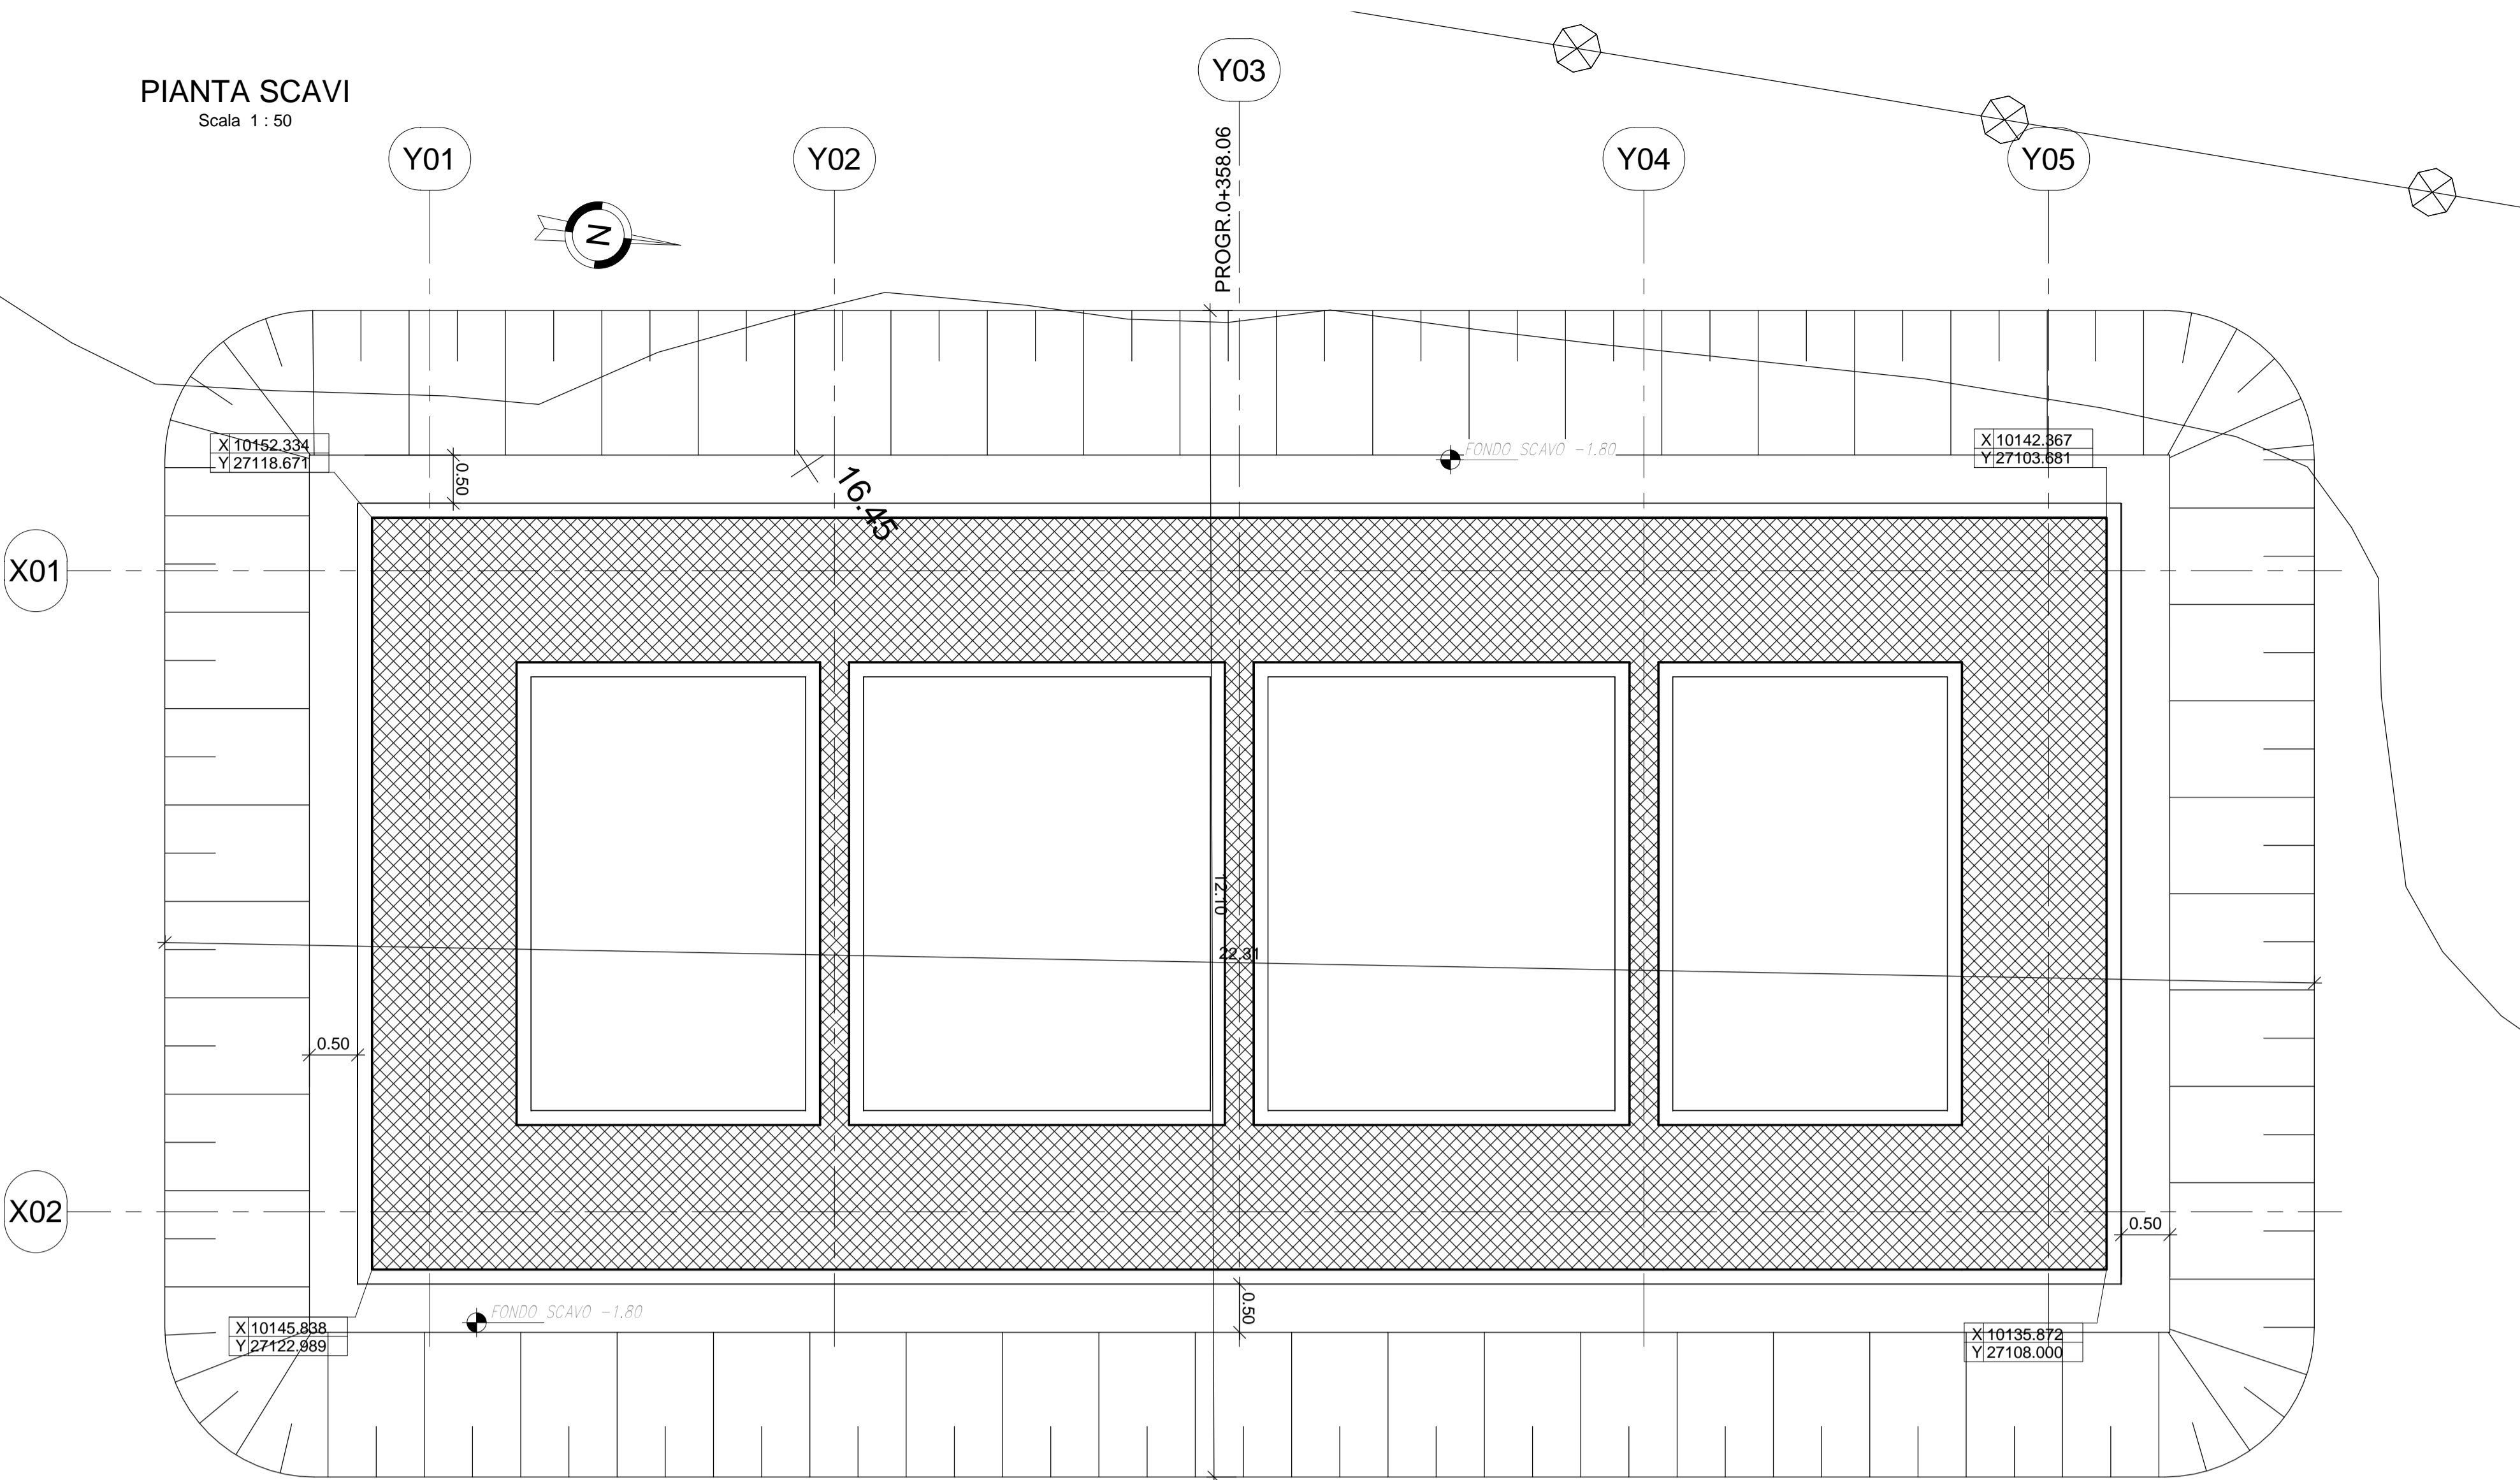 PIANTA SCAVI
Scala 1 : 50
Y01
Y02
Y03
Y04
Y05
PROGR.0+358.06
N
X 10152.334
Y 27118.671
0.50
16.45
FONDO SCAVO -1.80
X 10142.367
Y 27103.681
X01
12.10
22.31
0.50
X02
0.50
0.50
FONDO SCAVO -1.80
X 10145.838
Y 27122.989
X 10135.872
Y 27108.000